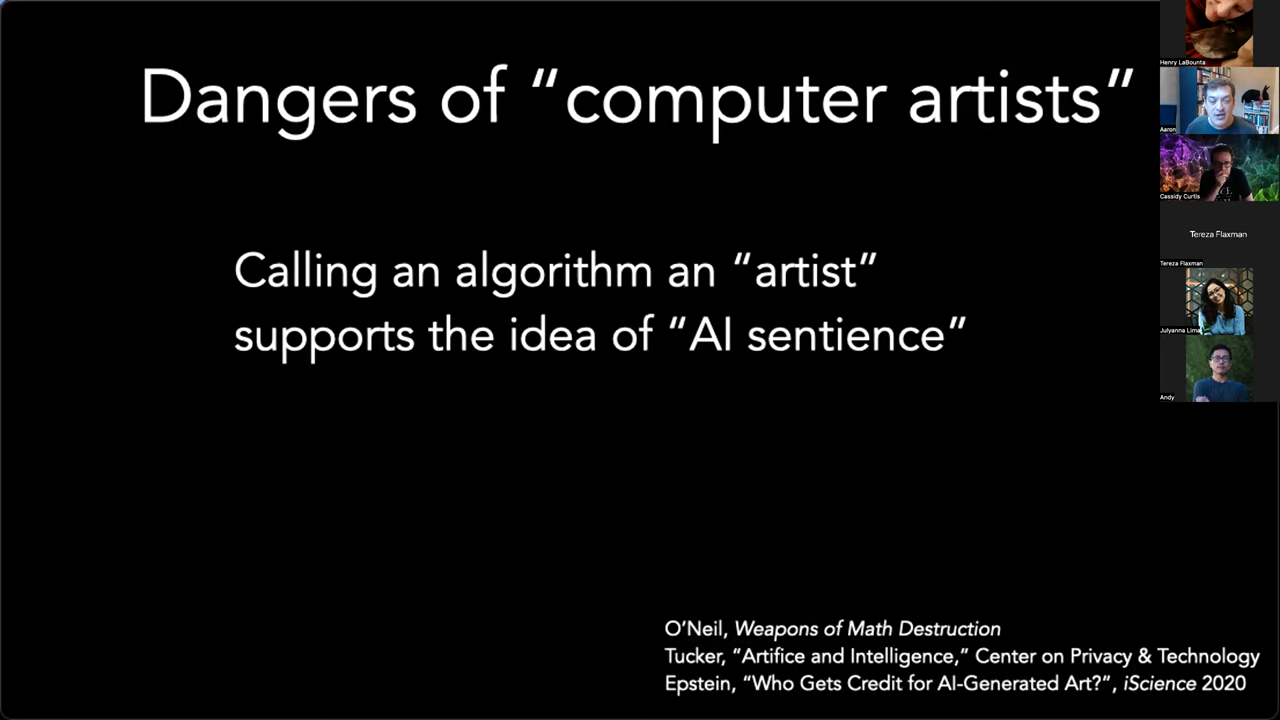 Dangers of “computer artists”
Henry LaBounta
Aaron
Cassidy Curtis
Tereza Flaxman
Tereza Flaxman
Calling an algorithm an “artist”
supports the idea of “AI sentience”
Julyanna Lima
Andy
O’Neil, Weapons of Math Destruction
Tucker, “Artifice and Intelligence,” Center on Privacy & Technology
Epstein, “Who Gets Credit for AI-Generated Art?”, iScience 2020